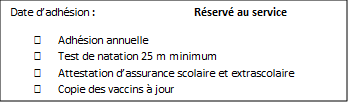 Date d'adhésion : Réservé au service
☐ Adhésion annuelle
☐ Test de natation 25 m minimum
☐ Attestation d'assurance scolaire et extrascolaire
☐ Copie des vaccins à jour